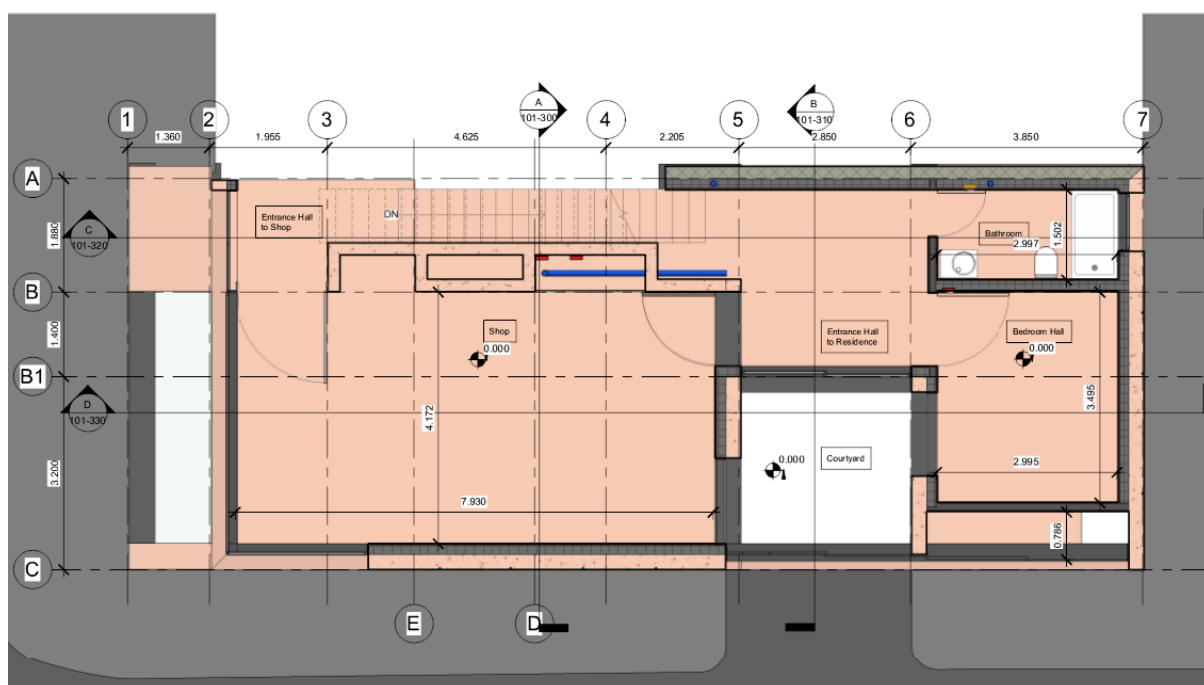 A
101-300
B
101-310
1
2
3
4
5
6
7
1.360
1.955
4.625
2.205
2.850
3.850
A
Entrance Hall
to Shop
DN
Bathroom
1.502
2.997
1.880
C
101-320
B
Shop
0.000
Entrance Hall
to Residence
Bedroom Hall
0.000
1.400
B1
D
101-330
4.172
3.495
Courtyard
0.000
2.995
3.200
7.930
0.786
C
E
D